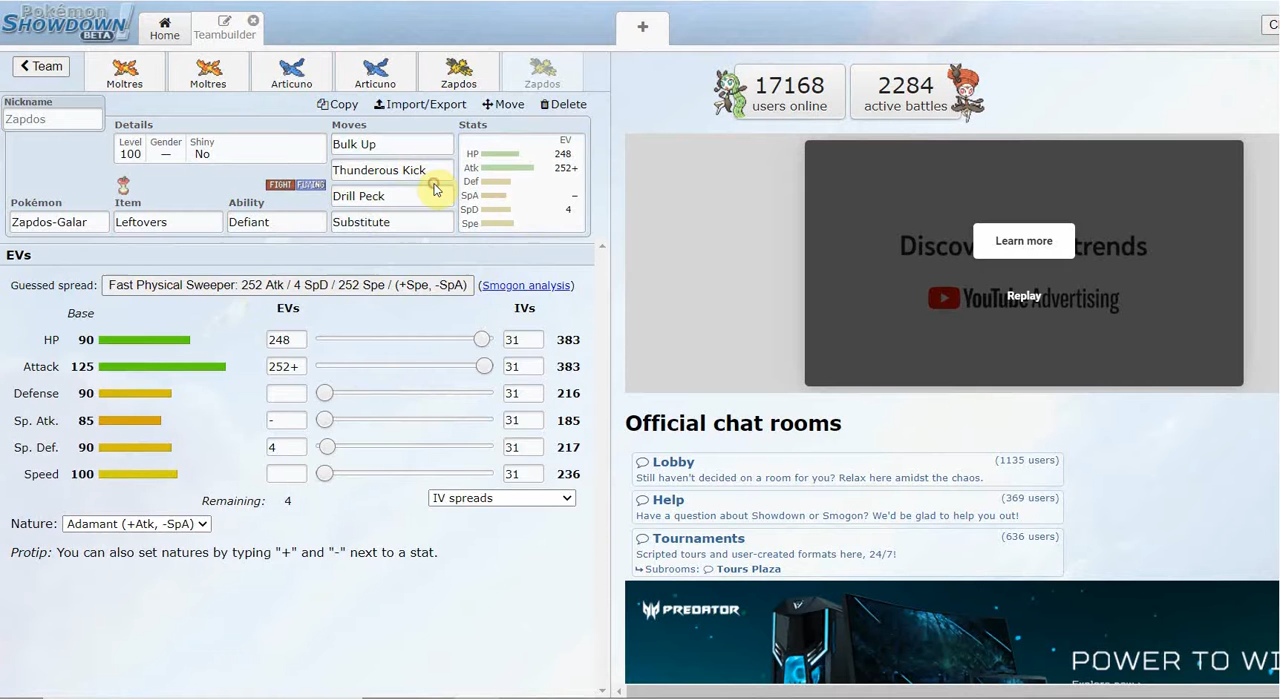 Pokémon
SHOWDOWN!
BETA
Home
Teambuilder
+
C
< Team
Moltres
Moltres
Articuno
Articuno
Zapdos
Zapdos
Nickname
Zapdos
Copy
Import/Export
Move
Delete
Details
Level
100
Gender
—
Shiny
No
FIGHT
FLYING
Pokémon
Zapdos-Galar
Item
Leftovers
Ability
Defiant
Moves
Bulk Up
Thunderous Kick
Drill Peck
Substitute
Stats
EV
HP 248
Atk 252+
Def
SpA –
SpD 4
Spe
EVs
Guessed spread: Fast Physical Sweeper: 252 Atk / 4 SpD / 252 Spe / (+Spe, -SpA) (Smogon analysis)
Base EVs IVs
HP 90 248 31 383
Attack 125 252+ 31 383
Defense 90 31 216
Sp. Atk. 85 - 31 185
Sp. Def. 90 4 31 217
Speed 100 31 236
Remaining: 4
IV spreads
Nature: Adamant (+Atk, -SpA)
Protip: You can also set natures by typing "+" and "-" next to a stat.
17168
users online
2284
active battles
Learn more
Replay
YouTube Advertising
Official chat rooms
Lobby (1135 users)
Still haven't decided on a room for you? Relax here amidst the chaos.
Help (369 users)
Have a question about Showdown or Smogon? We'd be glad to help you out!
Tournaments (636 users)
Scripted tours and user-created formats here, 24/7!
Subrooms: Tours Plaza
PREDATOR
POWER TO WI